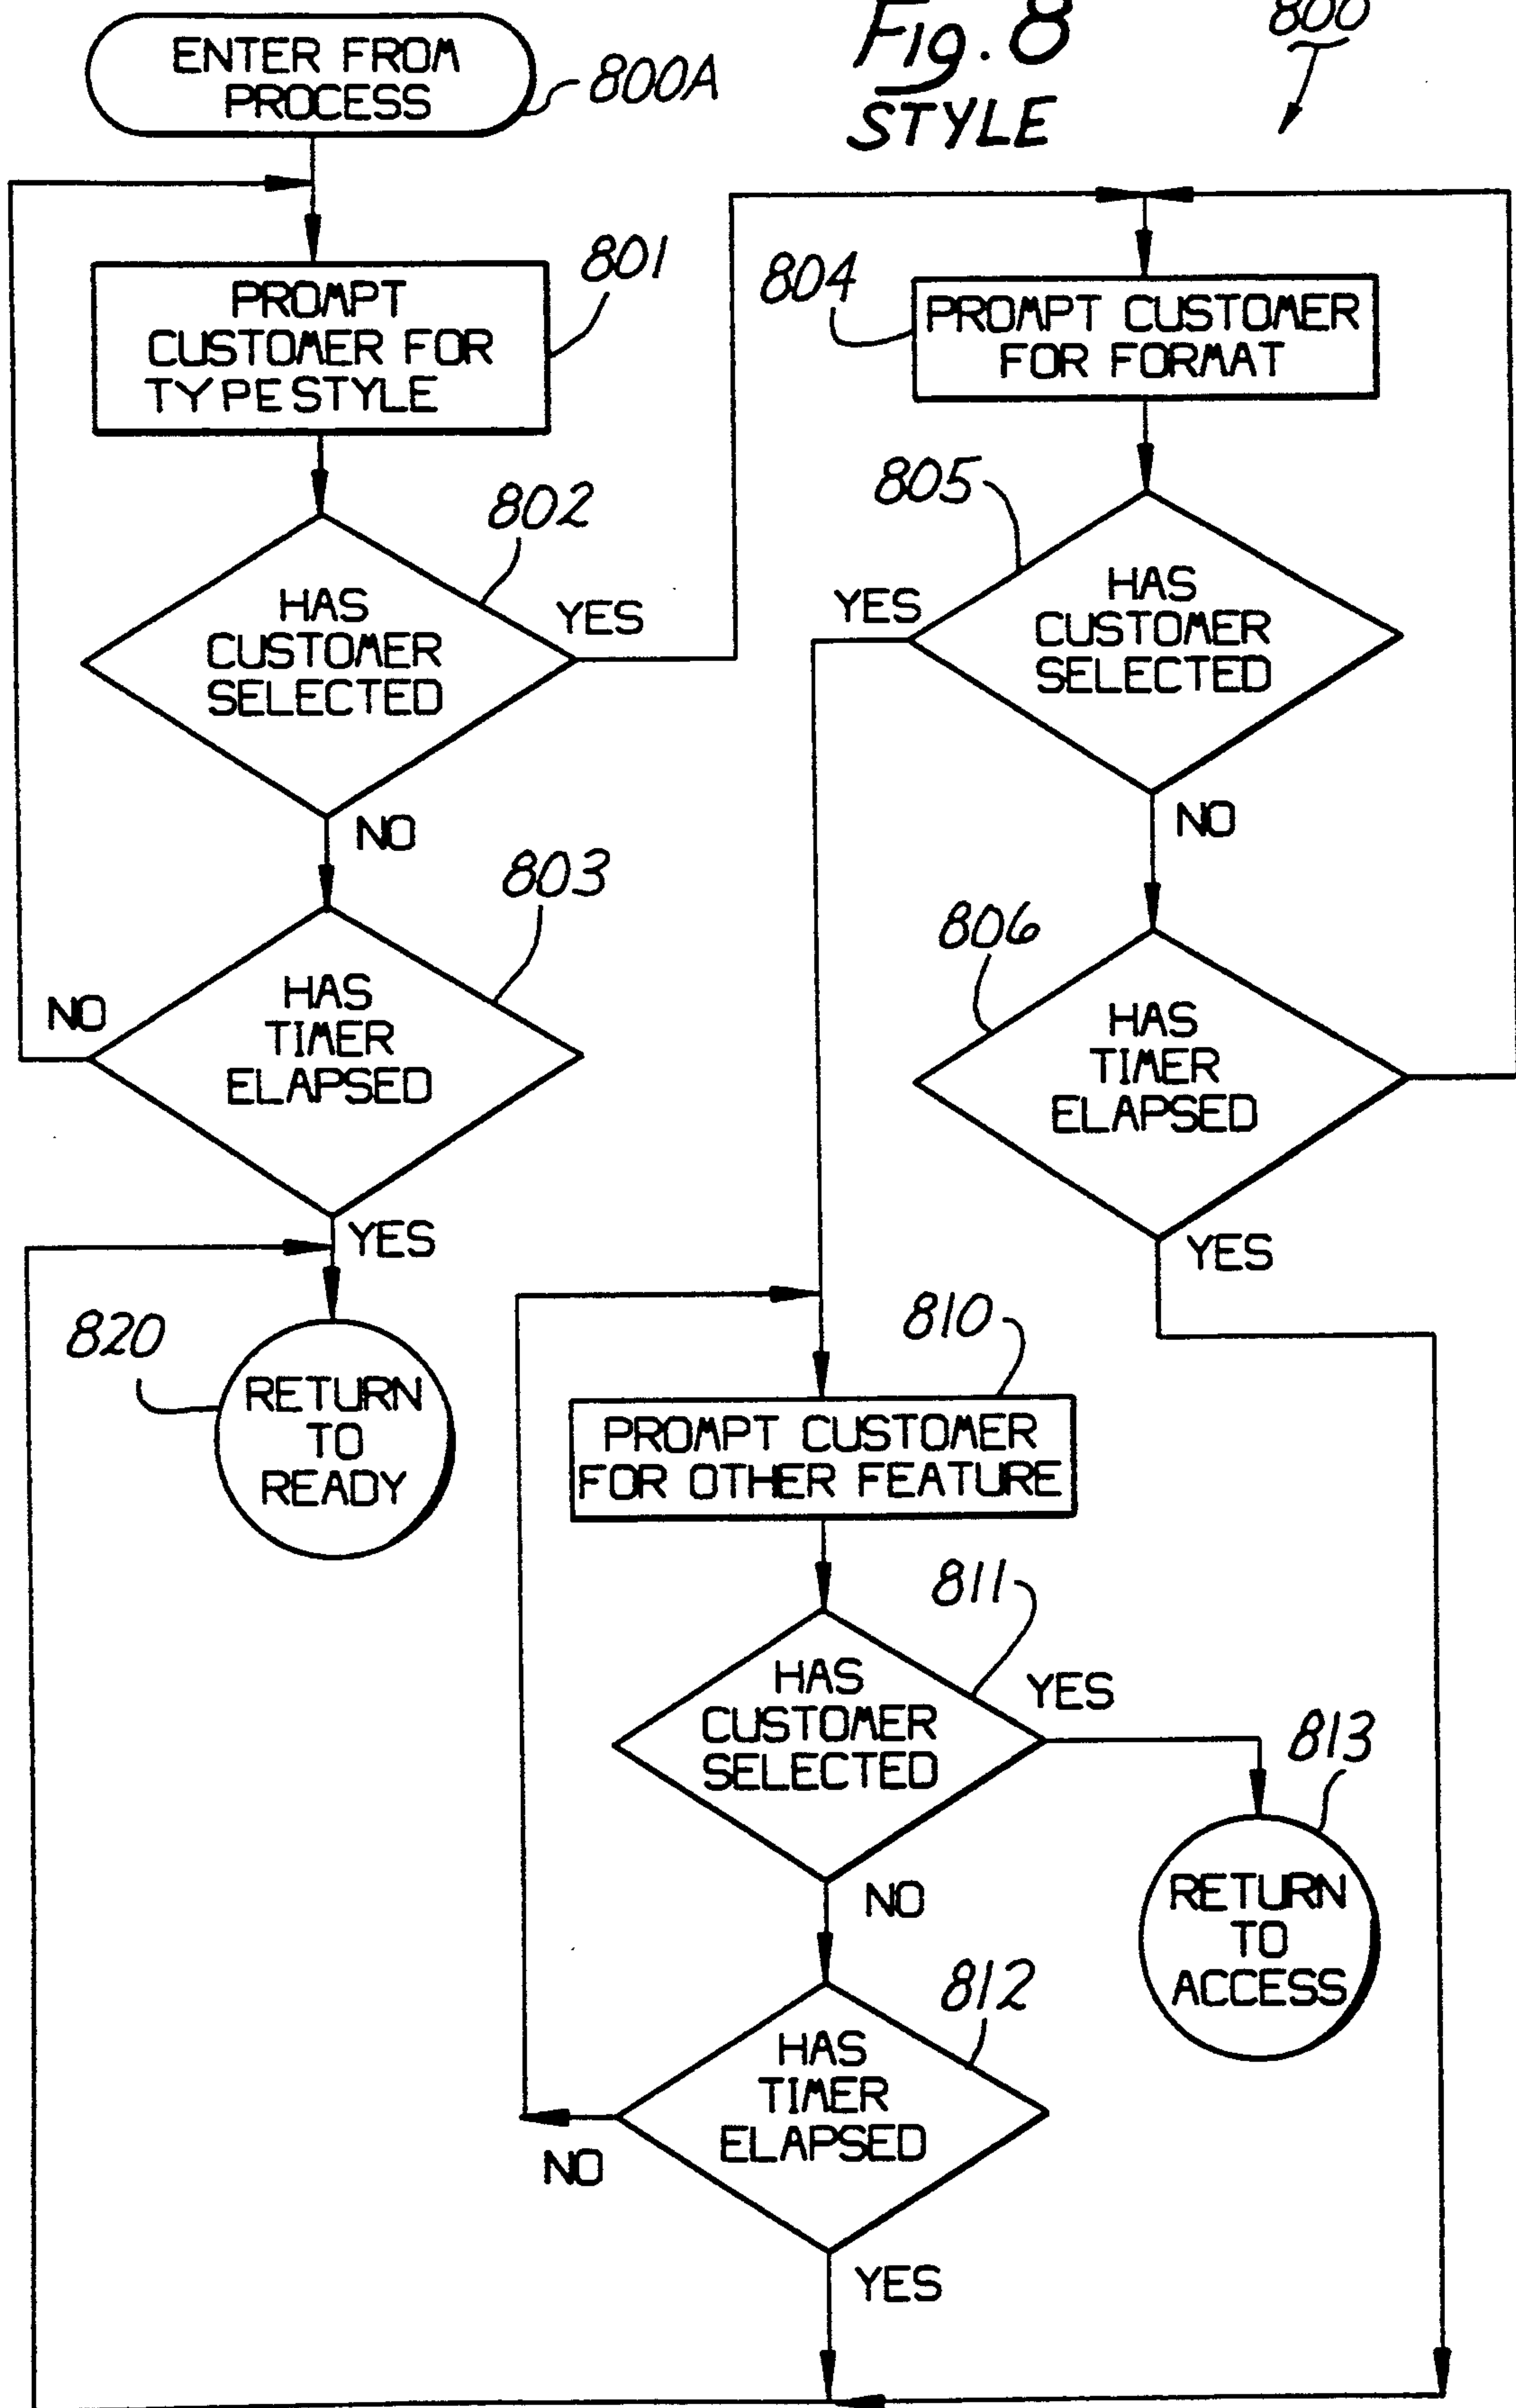 Fig. 8
STYLE
800
ENTER FROM
PROCESS
800A
PROMPT
CUSTOMER FOR
TYPESTYLE
801
HAS
CUSTOMER
SELECTED
802
YES
NO
HAS
TIMER
ELAPSED
803
NO
YES
RETURN
TO
READY
820
PROMPT CUSTOMER
FOR FORMAT
804
HAS
CUSTOMER
SELECTED
805
YES
NO
HAS
TIMER
ELAPSED
806
YES
PROMPT CUSTOMER
FOR OTHER FEATURE
810
HAS
CUSTOMER
SELECTED
811
YES
NO
RETURN
TO
ACCESS
813
HAS
TIMER
ELAPSED
812
NO
YES